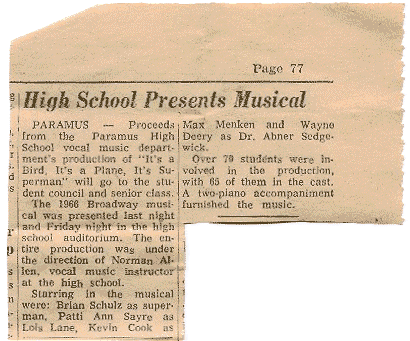 Page 77
High School Presents Musical
PARAMUS — Proceeds
from the Paramus High
School vocal music depart-
ment's production of "It's a
Bird, It's a Plane, It's Su-
perman" will go to the stu-
dent council and senior class.
The 1966 Broadway musi-
cal was presented last night
and Friday night in the high
school auditorium. The en-
tire production was under
the direction of Norman Al-
len, vocal music instructor
at the high school.
Starring in the musical
were: Brian Schulz as super-
man, Patti Ann Sayre as
Lois Lane, Kevin Cook as
Max Menken and Wayne
Deery as Dr. Abner Sedge-
wick.
Over 70 students were in-
volved in the production,
with 65 of them in the cast.
A two-piano accompaniment
furnished the music.